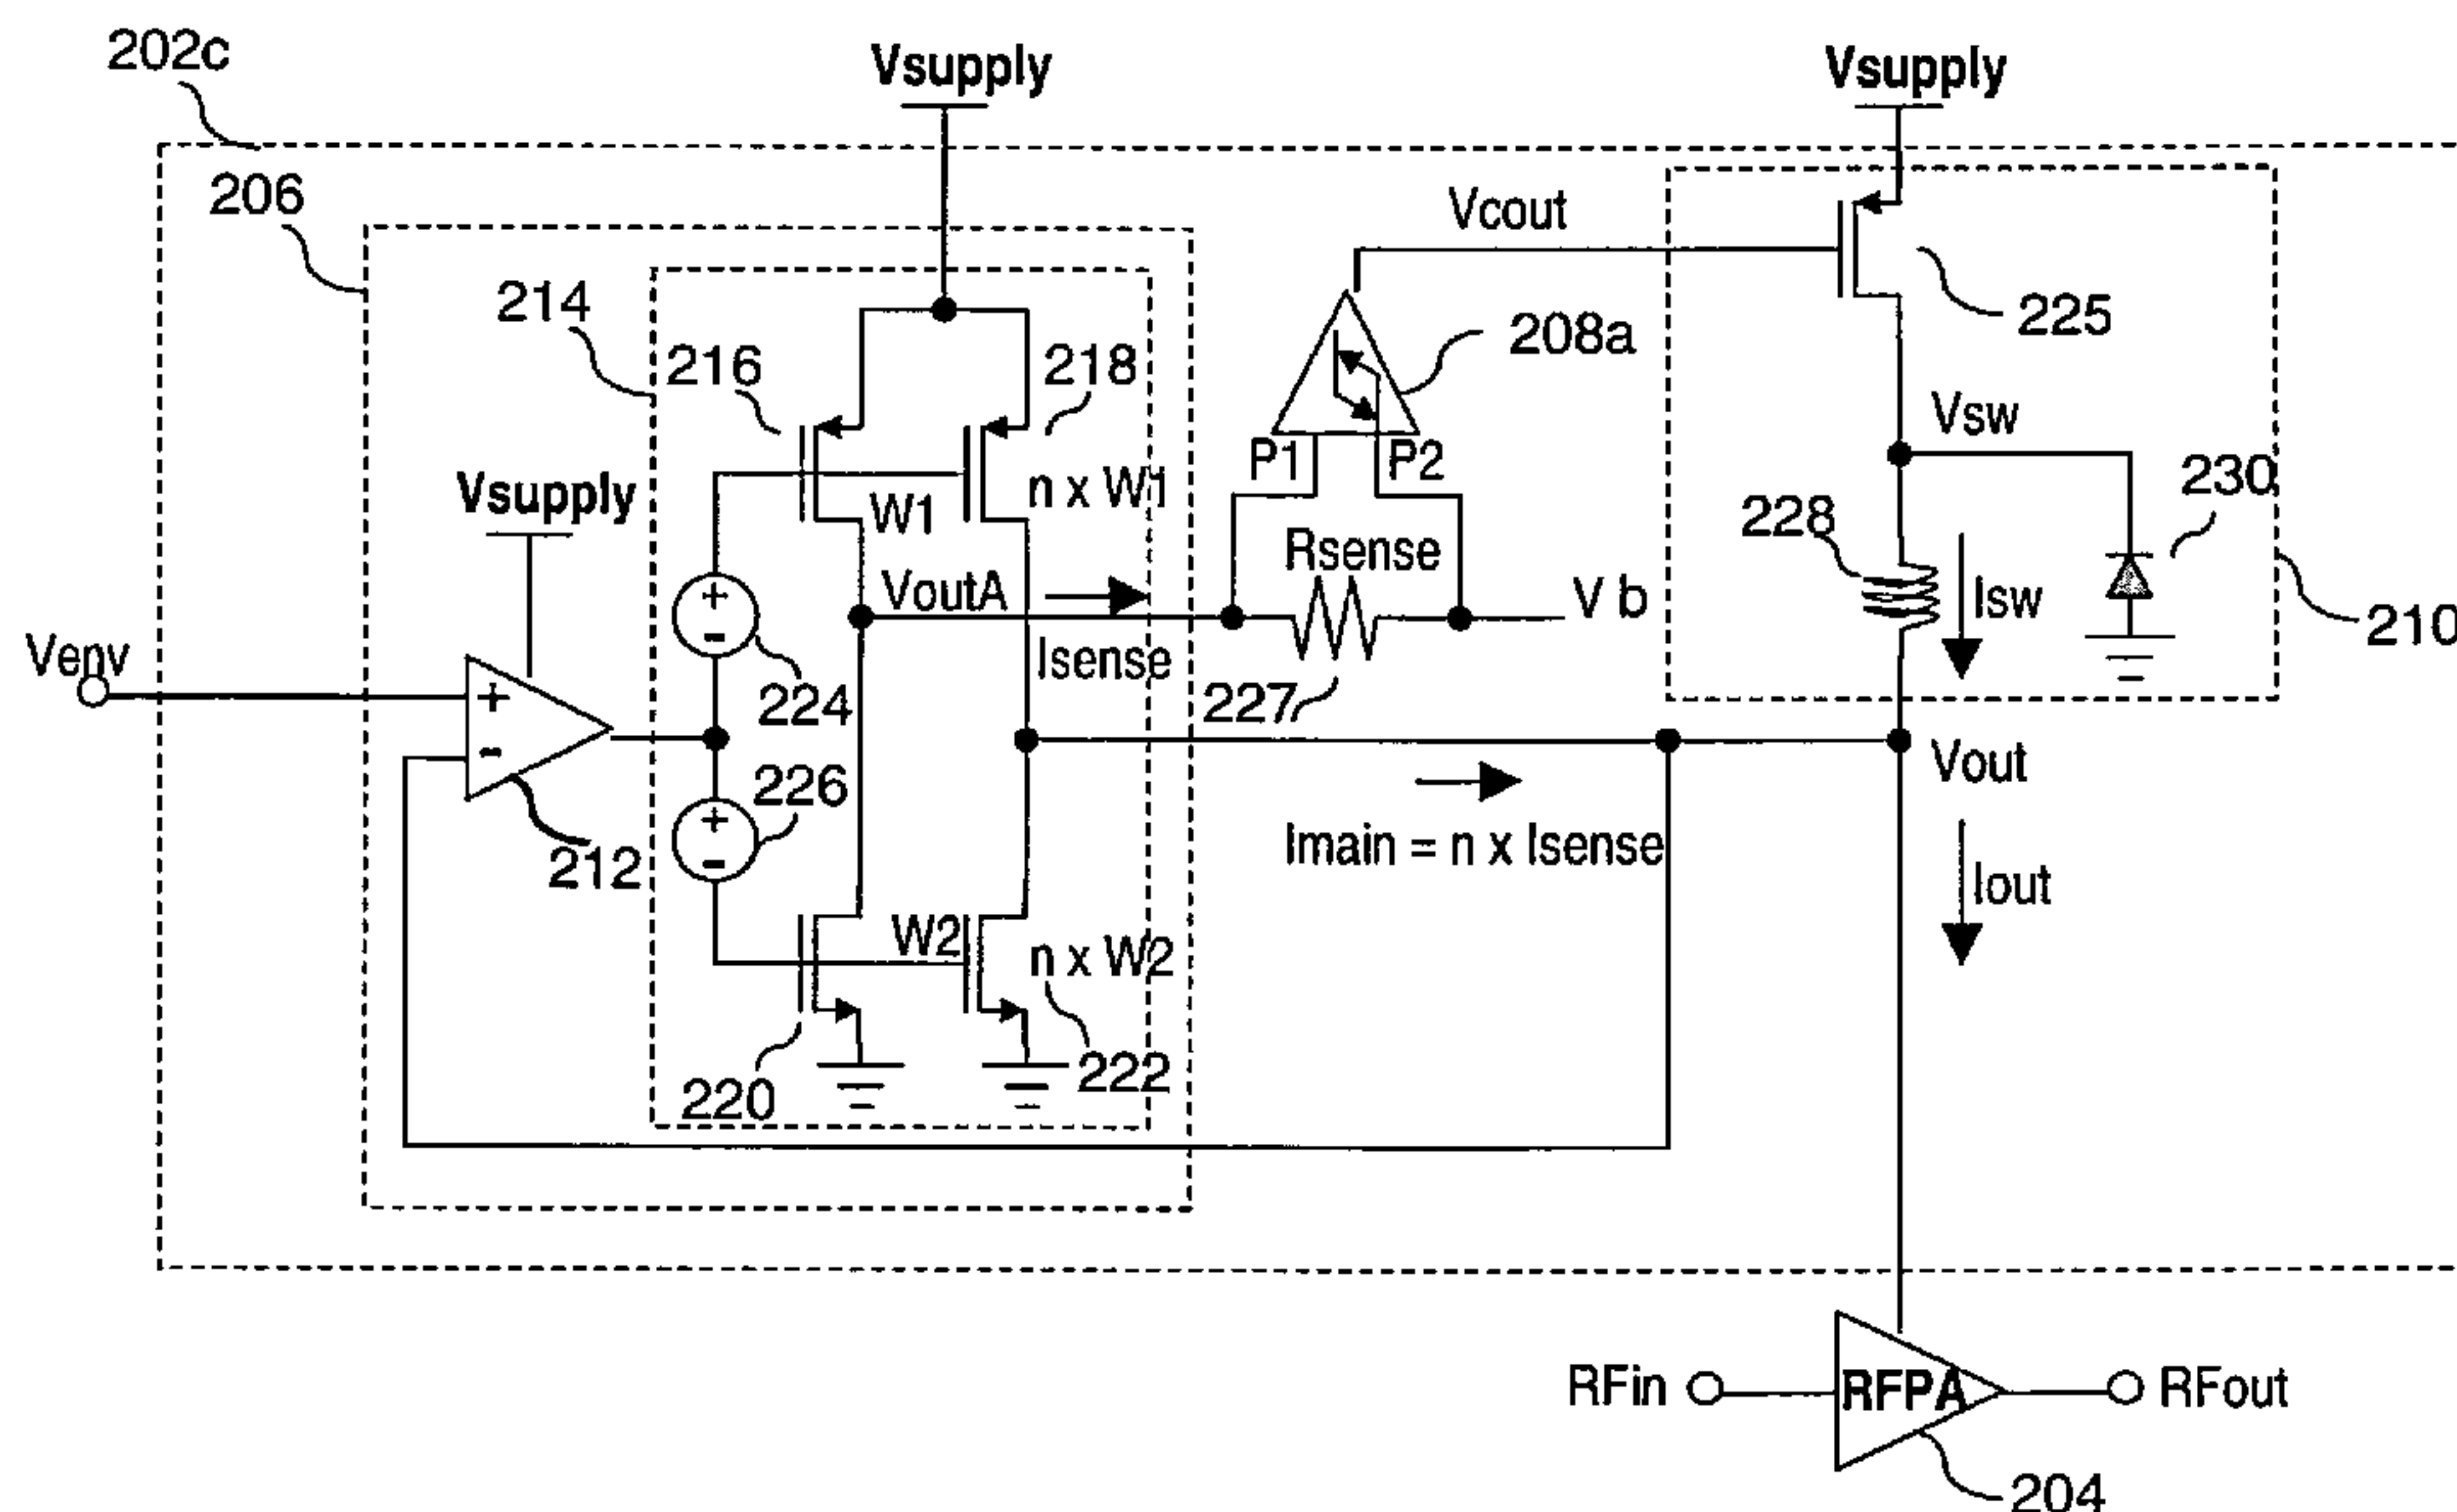 202c
Vsupply
Vsupply
206
Vcout
214
225
216
218
208a
Vsw
P1
P2
230
Vsupply
W1
n x W1
228
Rsense
VoutA
V b
Isw
210
Venv
+
-
Isense
224
227
+
-
Vout
226
+
-
212
Imain = n x Isense
Iout
W2
n x W2
220
222
RFin
RFPA
RFout
204